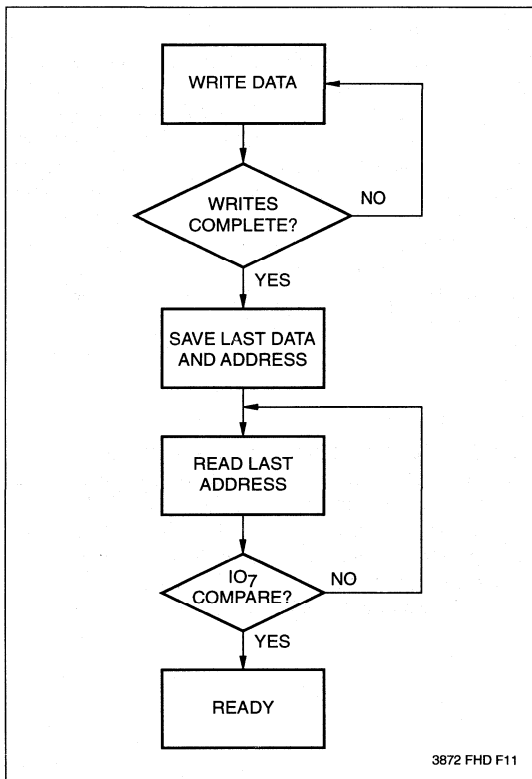 WRITE DATA
WRITES
COMPLETE?
NO
YES
SAVE LAST DATA
AND ADDRESS
READ LAST
ADDRESS
IO7
COMPARE?
NO
YES
READY
3872 FHD F11